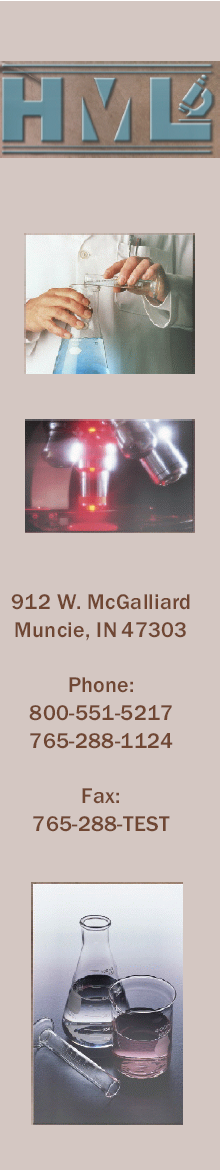 HML
912 W. McGalliard
Muncie, IN 47303
Phone:
800-551-5217
765-288-1124
Fax:
765-288-TEST